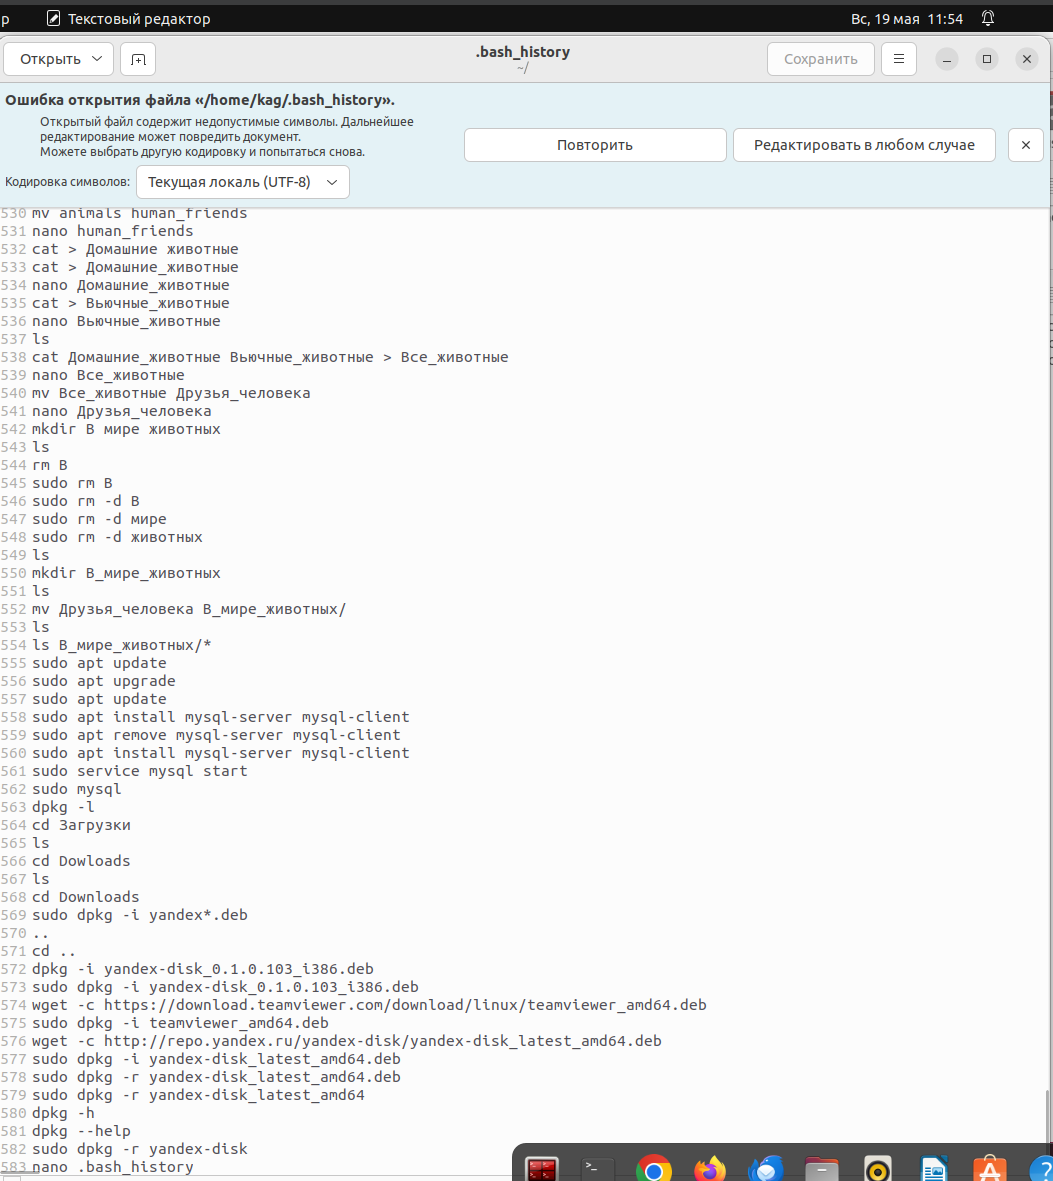 р
Текстовый редактор
Вс, 19 мая 11:54
Открыть
.bash_history
~/
Сохранить
Ошибка открытия файла «/home/kag/.bash_history».
Открытый файл содержит недопустимые символы. Дальнейшее
редактирование может повредить документ.
Можете выбрать другую кодировку и попытаться снова.
Повторить
Редактировать в любом случае
Кодировка символов: Текущая локаль (UTF-8)
530 mv animals human_friends
531 nano human_friends
532 cat > Домашние животные
533 cat > Домашние_животные
534 nano Домашние_животные
535 cat > Вьючные_животные
536 nano Вьючные_животные
537 ls
538 cat Домашние_животные Вьючные_животные > Все_животные
539 nano Все_животные
540 mv Все_животные Друзья_человека
541 nano Друзья_человека
542 mkdir В мире животных
543 ls
544 rm В
545 sudo rm В
546 sudo rm -d В
547 sudo rm -d мире
548 sudo rm -d животных
549 ls
550 mkdir В_мире_животных
551 ls
552 mv Друзья_человека В_мире_животных/
553 ls
554 ls В_мире_животных/*
555 sudo apt update
556 sudo apt upgrade
557 sudo apt update
558 sudo apt install mysql-server mysql-client
559 sudo apt remove mysql-server mysql-client
560 sudo apt install mysql-server mysql-client
561 sudo service mysql start
562 sudo mysql
563 dpkg -l
564 cd Загрузки
565 ls
566 cd Dowloads
567 ls
568 cd Downloads
569 sudo dpkg -i yandex*.deb
570 ..
571 cd ..
572 dpkg -i yandex-disk_0.1.0.103_i386.deb
573 sudo dpkg -i yandex-disk_0.1.0.103_i386.deb
574 wget -c https://download.teamviewer.com/download/linux/teamviewer_amd64.deb
575 sudo dpkg -i teamviewer_amd64.deb
576 wget -c http://repo.yandex.ru/yandex-disk/yandex-disk_latest_amd64.deb
577 sudo dpkg -i yandex-disk_latest_amd64.deb
578 sudo dpkg -r yandex-disk_latest_amd64.deb
579 sudo dpkg -r yandex-disk_latest_amd64
580 dpkg -h
581 dpkg --help
582 sudo dpkg -r yandex-disk
583 nano .bash_history